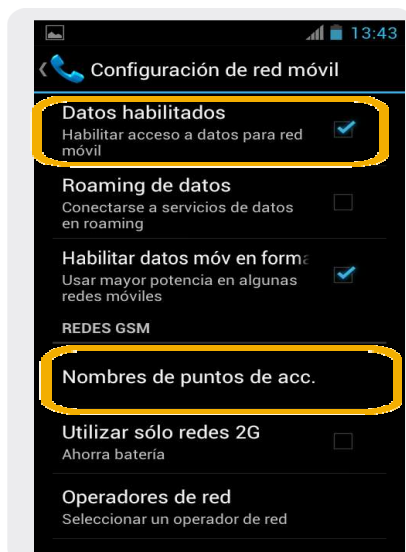 13:43
Configuración de red móvil
Datos habilitados
Habilitar acceso a datos para red
móvil
Roaming de datos
Conectarse a servicios de datos
en roaming
Habilitar datos móv en forma
Usar mayor potencia en algunas
redes móviles
REDES GSM
Nombres de puntos de acc.
Utilizar sólo redes 2G
Ahorra batería
Operadores de red
Seleccionar un operador de red